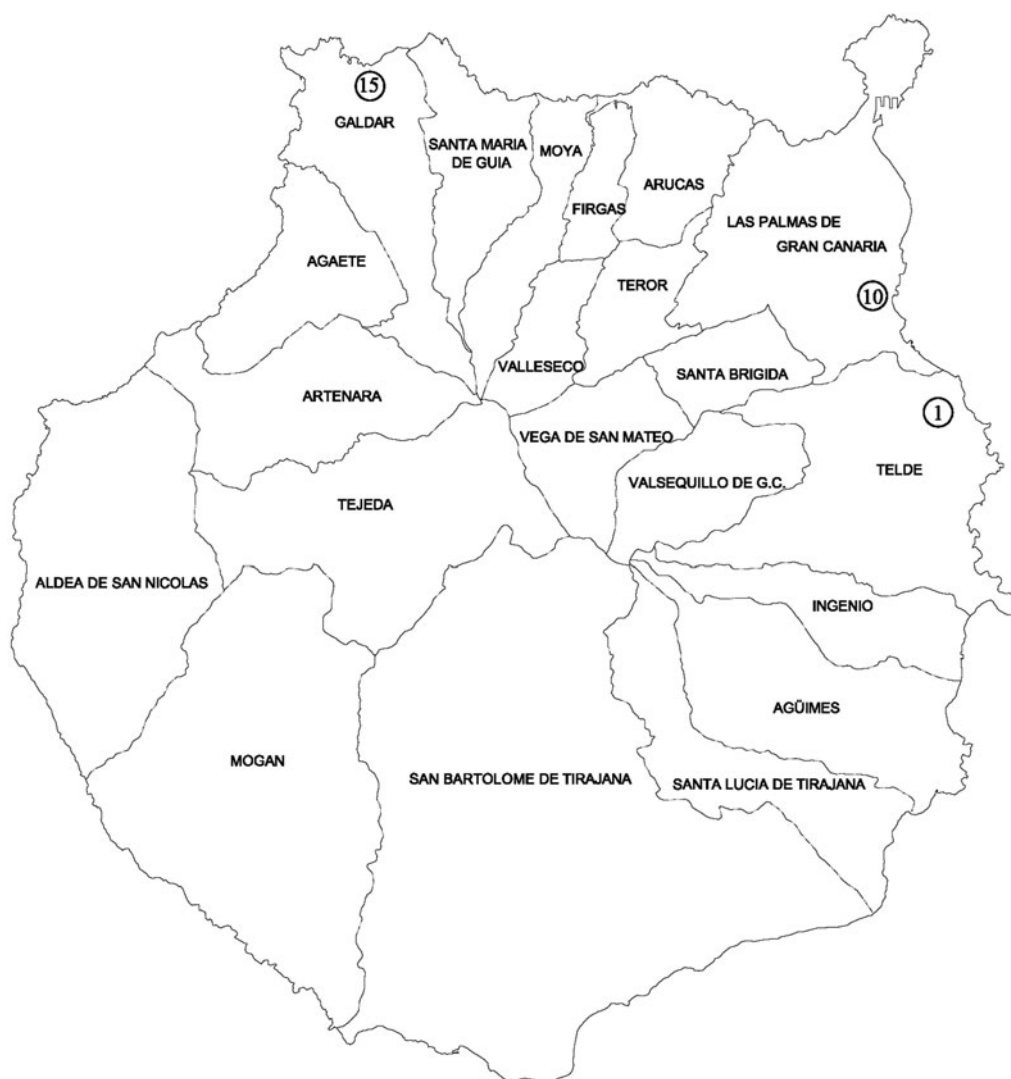 15
GALDAR
SANTA MARIA
DE GUIA
MOYA
FIRGAS
ARUCAS
LAS PALMAS DE
GRAN CANARIA
10
AGAETE
TEROR
VALLESECO
SANTA BRIGIDA
ARTENARA
1
VEGA DE SAN MATEO
TELDE
VALSEQUILLO DE G.C.
TEJEDA
ALDEA DE SAN NICOLAS
INGENIO
AGÜIMES
MOGAN
SAN BARTOLOME DE TIRAJANA
SANTA LUCIA DE TIRAJANA